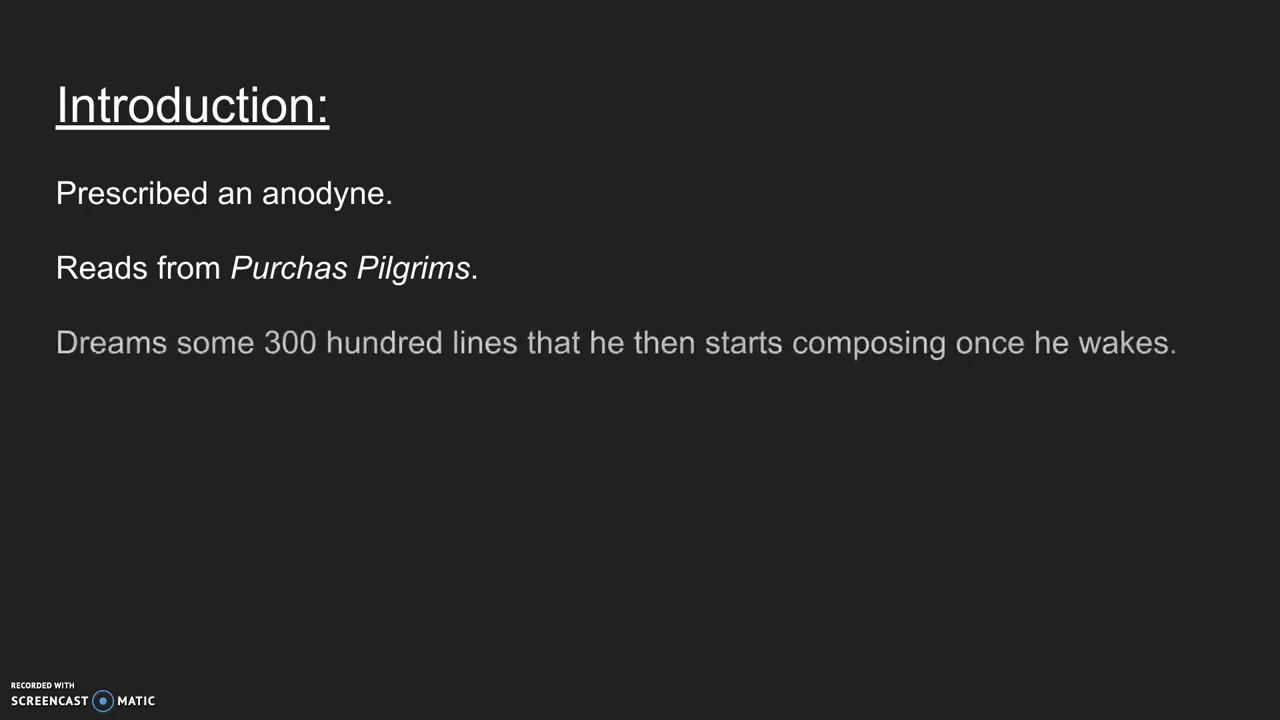 Introduction:
Prescribed an anodyne.
Reads from Purchas Pilgrims.
Dreams some 300 hundred lines that he then starts composing once he wakes.
RECORDED WITH
SCREENCAST MATIC